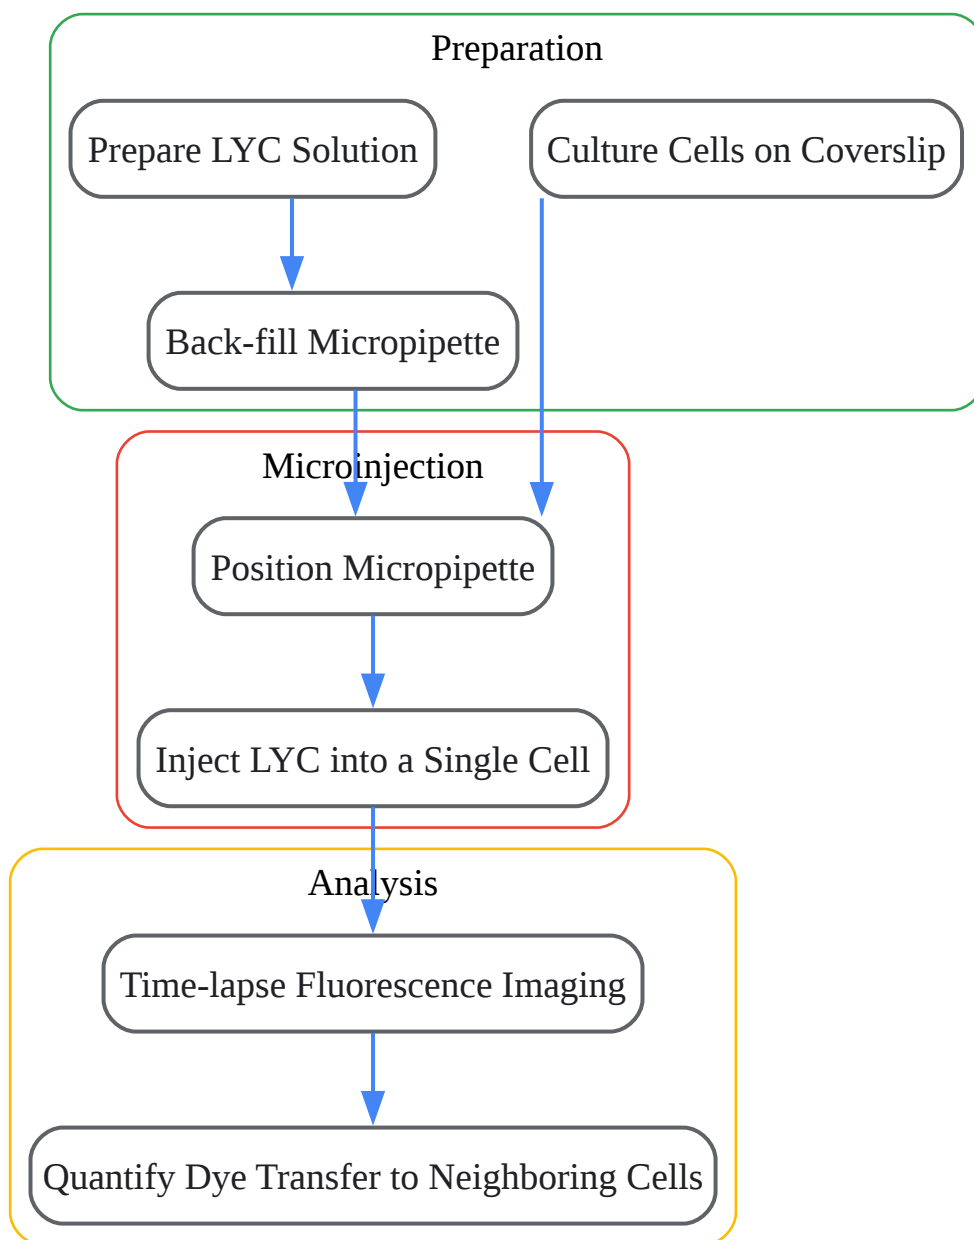 Preparation
Prepare LYC Solution
Culture Cells on Coverslip
Back-fill Micropipette
Microinjection
Position Micropipette
Inject LYC into a Single Cell
Analysis
Time-lapse Fluorescence Imaging
Quantify Dye Transfer to Neighboring Cells